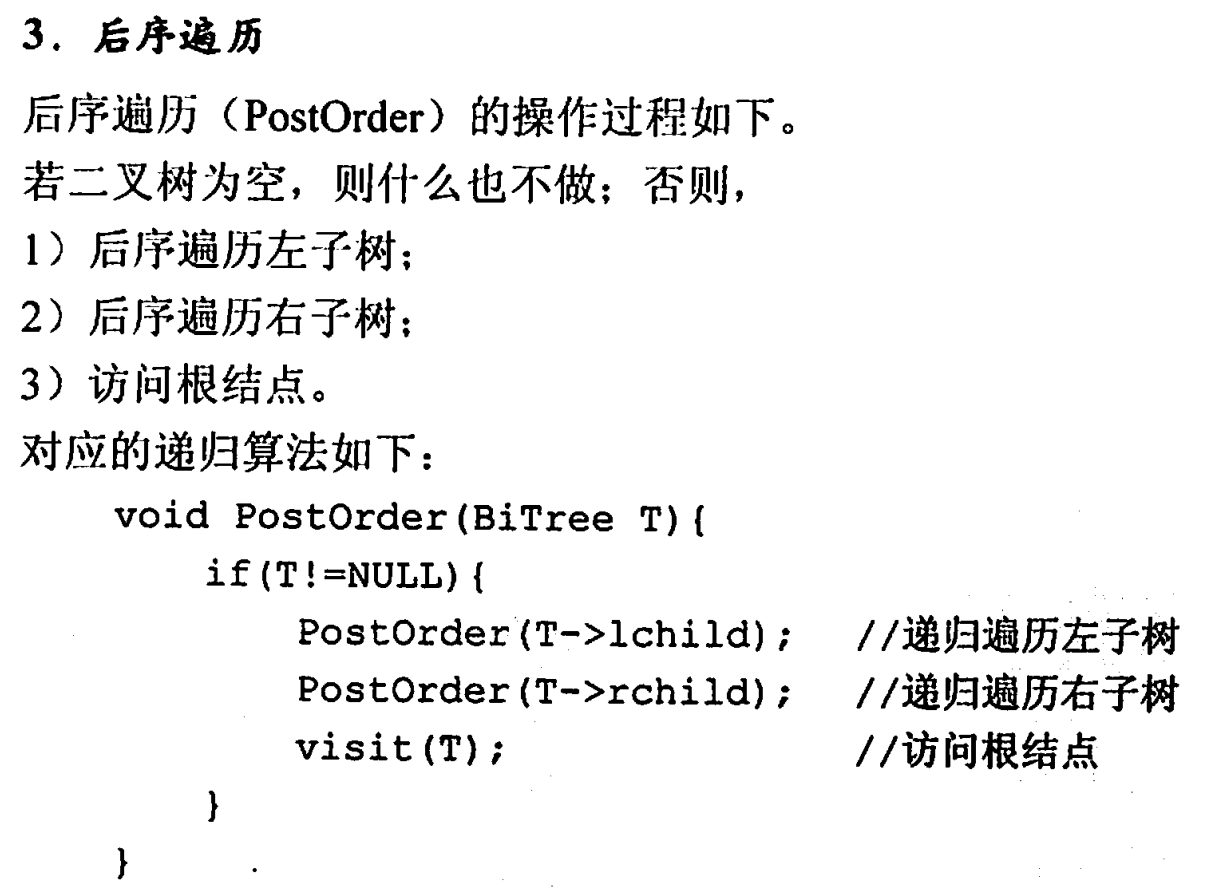 3．后序遍历
后序遍历（PostOrder）的操作过程如下。
若二叉树为空，则什么也不做；否则，
1）后序遍历左子树；
2）后序遍历右子树；
3）访问根结点。
对应的递归算法如下：
void PostOrder(BiTree T){
if(T!=NULL){
PostOrder(T->lchild); //递归遍历左子树
PostOrder(T->rchild); //递归遍历右子树
visit(T); //访问根结点
}
}